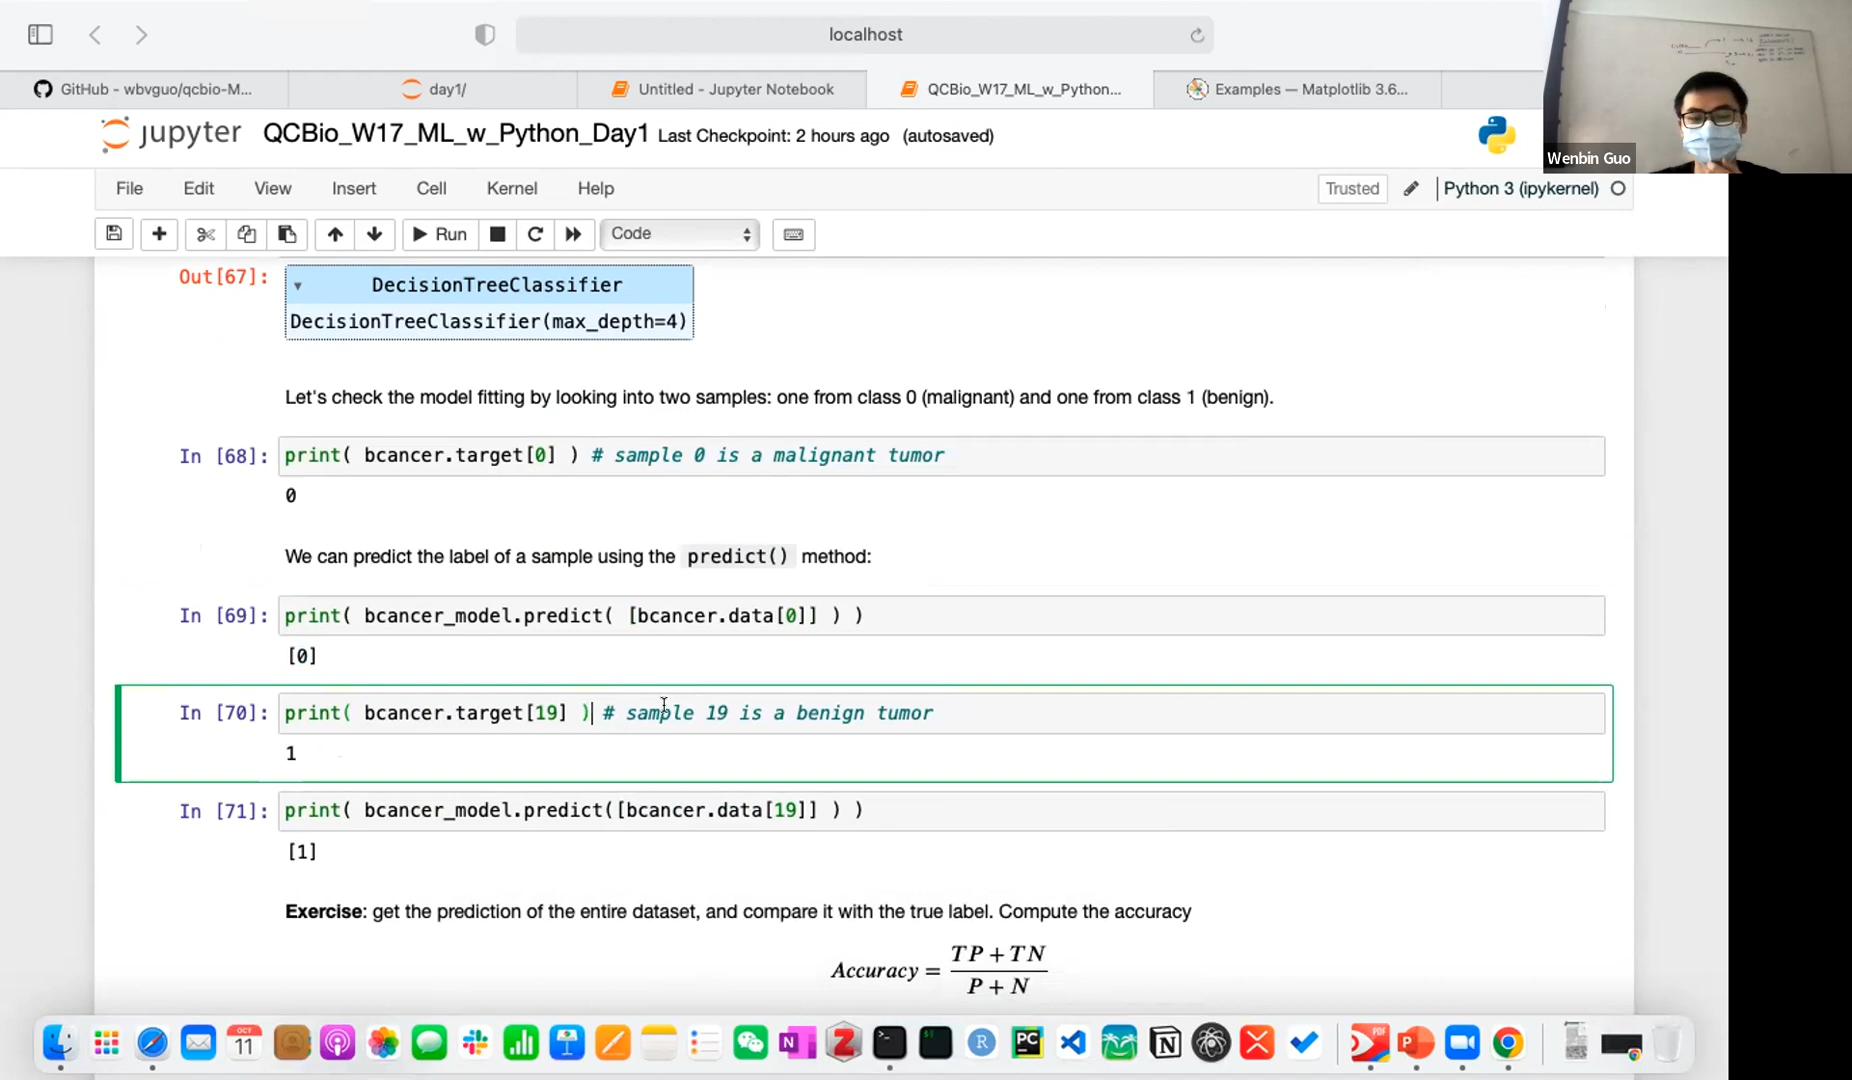 localhost
GitHub - wbvguo/qcbio-M...
day1/
Untitled - Jupyter Notebook
QCBio_W17_ML_w_Python...
Examples — Matplotlib 3.6...
jupyter QCBio_W17_ML_w_Python_Day1 Last Checkpoint: 2 hours ago (autosaved)
Wenbin Guo
File Edit View Insert Cell Kernel Help
Trusted Python 3 (ipykernel)
Run Code
Out[67]: DecisionTreeClassifier
DecisionTreeClassifier(max_depth=4)
Let's check the model fitting by looking into two samples: one from class 0 (malignant) and one from class 1 (benign).
In [68]: print( bcancer.target[0] ) # sample 0 is a malignant tumor
0
We can predict the label of a sample using the predict() method:
In [69]: print( bcancer_model.predict( [bcancer.data[0]] ) )
[0]
In [70]: print( bcancer.target[19] ) # sample 19 is a benign tumor
1
In [71]: print( bcancer_model.predict([bcancer.data[19]] ) )
[1]
Exercise: get the prediction of the entire dataset, and compare it with the true label. Compute the accuracy
Accuracy = TP + TN
P + N
OCT
11
N
Z
R
PC
N
PDF
P